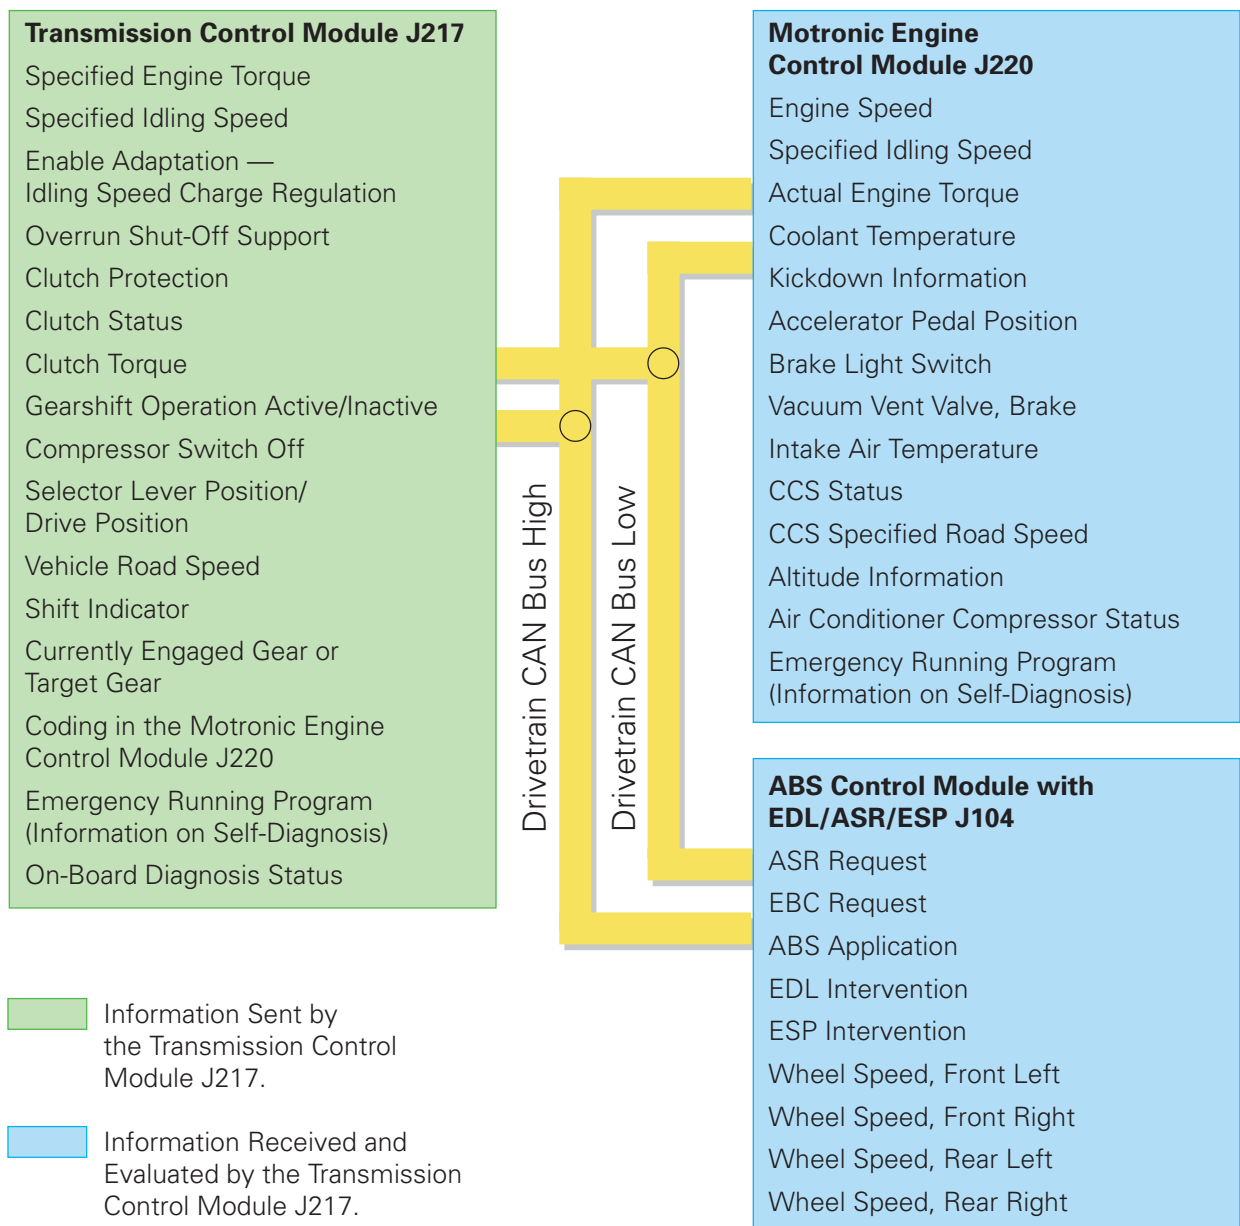 Transmission Control Module J217
Specified Engine Torque
Specified Idling Speed
Enable Adaptation —
Idling Speed Charge Regulation
Overrun Shut-Off Support
Clutch Protection
Clutch Status
Clutch Torque
Gearshift Operation Active/Inactive
Compressor Switch Off
Selector Lever Position/
Drive Position
Vehicle Road Speed
Shift Indicator
Currently Engaged Gear or
Target Gear
Coding in the Motronic Engine
Control Module J220
Emergency Running Program
(Information on Self-Diagnosis)
On-Board Diagnosis Status
Drivetrain CAN Bus High
Drivetrain CAN Bus Low
Motronic Engine
Control Module J220
Engine Speed
Specified Idling Speed
Actual Engine Torque
Coolant Temperature
Kickdown Information
Accelerator Pedal Position
Brake Light Switch
Vacuum Vent Valve, Brake
Intake Air Temperature
CCS Status
CCS Specified Road Speed
Altitude Information
Air Conditioner Compressor Status
Emergency Running Program
(Information on Self-Diagnosis)
ABS Control Module with
EDL/ASR/ESP J104
ASR Request
EBC Request
ABS Application
EDL Intervention
ESP Intervention
Wheel Speed, Front Left
Wheel Speed, Front Right
Wheel Speed, Rear Left
Wheel Speed, Rear Right
Information Sent by
the Transmission Control
Module J217.
Information Received and
Evaluated by the Transmission
Control Module J217.